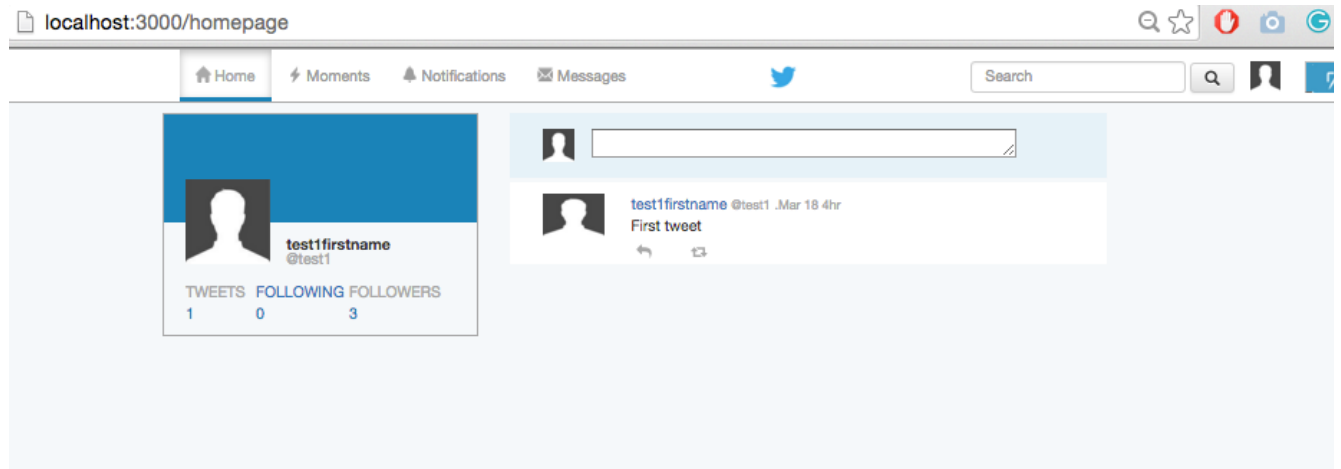 localhost:3000/homepage
Home Moments Notifications Messages Search
test1firstname @test1 .Mar 18 4hr
First tweet
test1firstname
@test1
TWEETS FOLLOWING FOLLOWERS
1 0 3